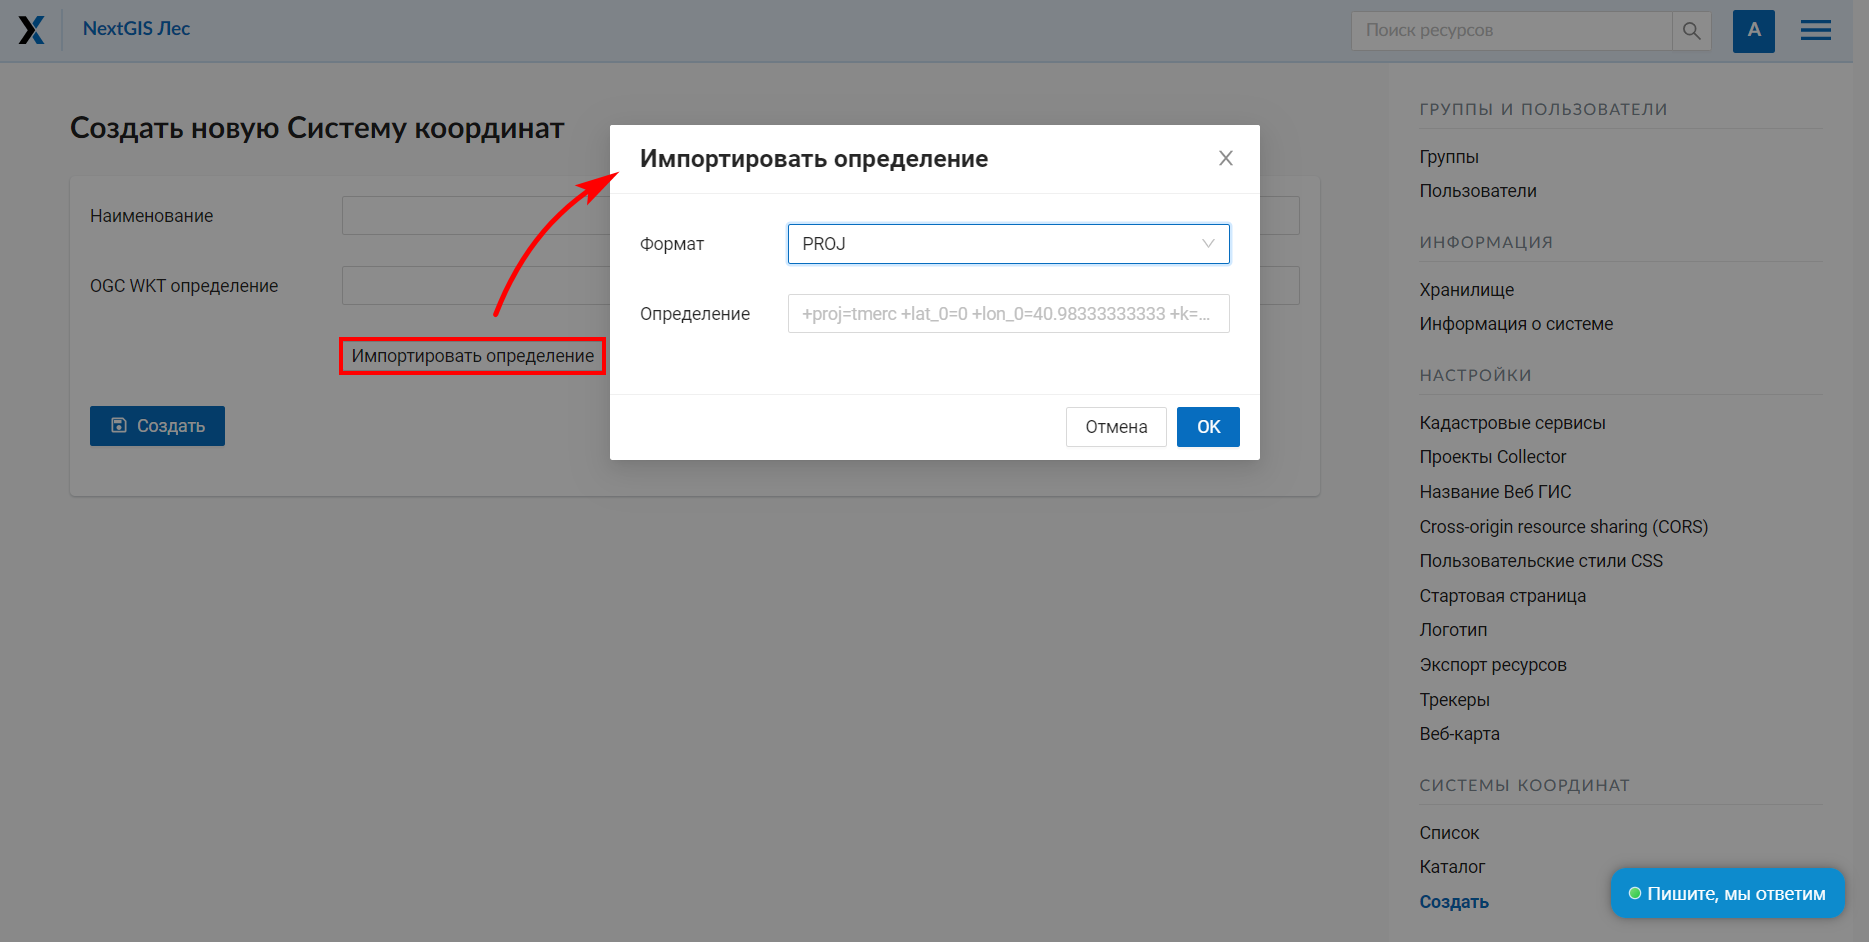 NextGIS Лес
Поиск ресурсов
A
Создать новую Систему координат
Наименование
OGC WKT определение
Импортировать определение
Создать
Импортировать определение
Формат
PROJ
Определение
+proj=tmerc +lat_0=0 +lon_0=40.98333333333 +k=...
Отмена
OK
ГРУППЫ И ПОЛЬЗОВАТЕЛИ
Группы
Пользователи
ИНФОРМАЦИЯ
Хранилище
Информация о системе
НАСТРОЙКИ
Кадастровые сервисы
Проекты Collector
Название Веб ГИС
Cross-origin resource sharing (CORS)
Пользовательские стили CSS
Стартовая страница
Логотип
Экспорт ресурсов
Трекеры
Веб-карта
СИСТЕМЫ КООРДИНАТ
Список
Каталог
Создать
Пишите, мы ответим